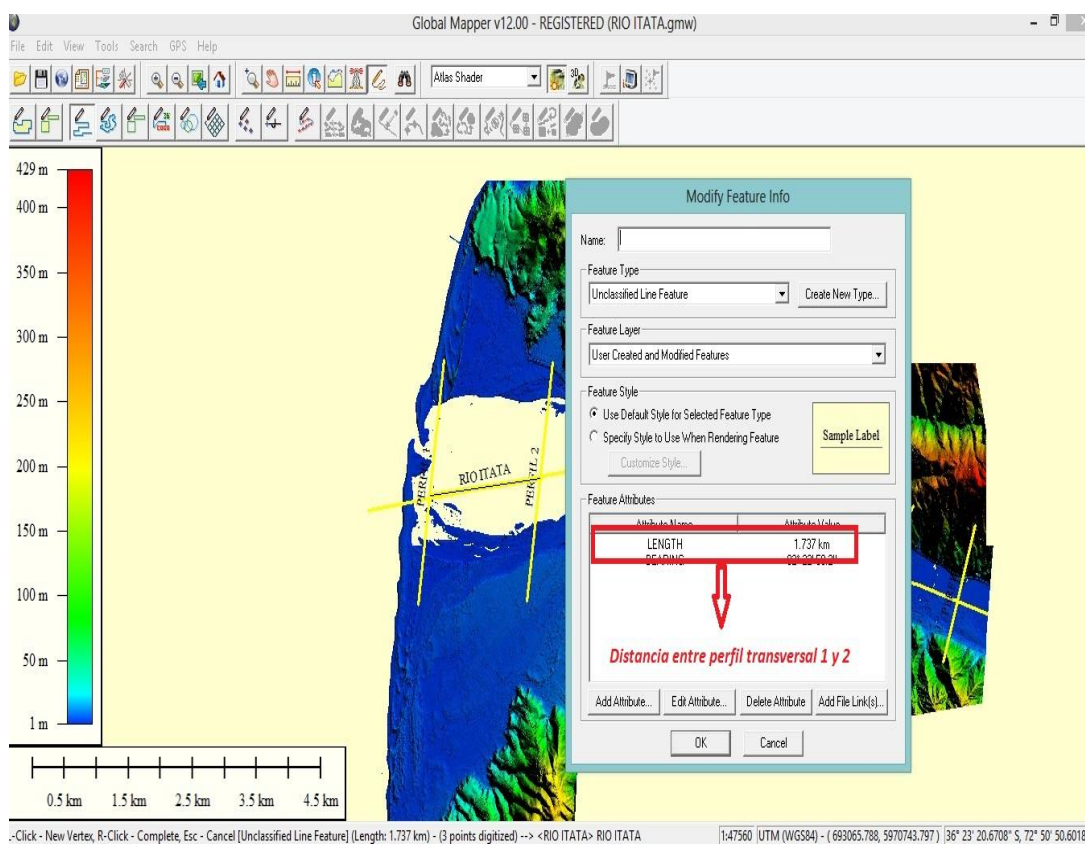 Global Mapper v12.00 - REGISTERED (RIO ITATA.gmw)
File Edit View Tools Search GPS Help
Atlas Shader
3D
429 m
400 m
350 m
300 m
250 m
200 m
150 m
100 m
50 m
1 m
0.5 km 1.5 km 2.5 km 3.5 km 4.5 km
RIO ITATA
PERFIL 2
Modify Feature Info
Name:
Feature Type
Unclassified Line Feature
Create New Type...
Feature Layer
User Created and Modified Features
Feature Style
Use Default Style for Selected Feature Type
Specify Style to Use When Rendering Feature
Customize Style...
Sample Label
Feature Attributes
Attribute Name Attribute Value
LENGTH 1.737 km
BEARING
Distancia entre perfil transversal 1 y 2
Add Attribute... Edit Attribute... Delete Attribute Add File Link(s)...
OK Cancel
.-Click - New Vertex, R-Click - Complete, Esc - Cancel [Unclassified Line Feature] (Length: 1.737 km) - (3 points digitized) --> <RIO ITATA> RIO ITATA
1:47560 UTM (WGS84) - ( 693065.788, 5970743.797 ) 36° 23' 20.6708" S, 72° 50' 50.6018